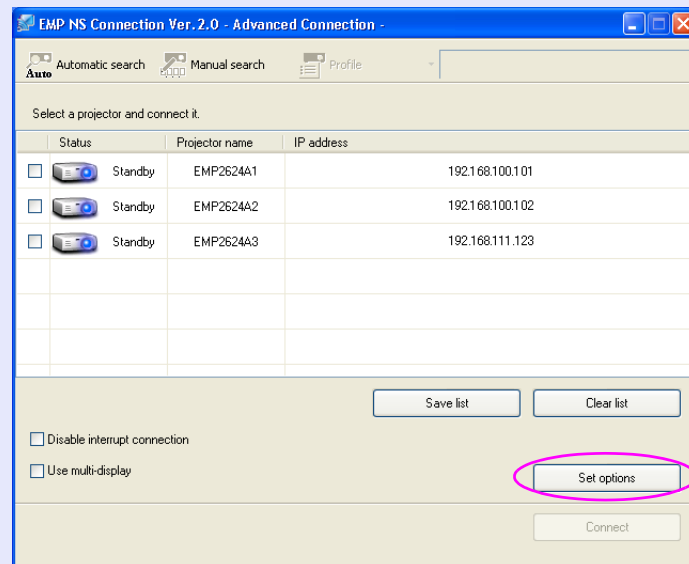 EMP NS Connection Ver.2.0 - Advanced Connection -
Auto Automatic search Manual search Profile
Select a projector and connect it.
Status Projector name IP address
Standby EMP2624A1 192.168.100.101
Standby EMP2624A2 192.168.100.102
Standby EMP2624A3 192.168.111.123
Save list Clear list
Disable interrupt connection
Use multi-display
Set options
Connect